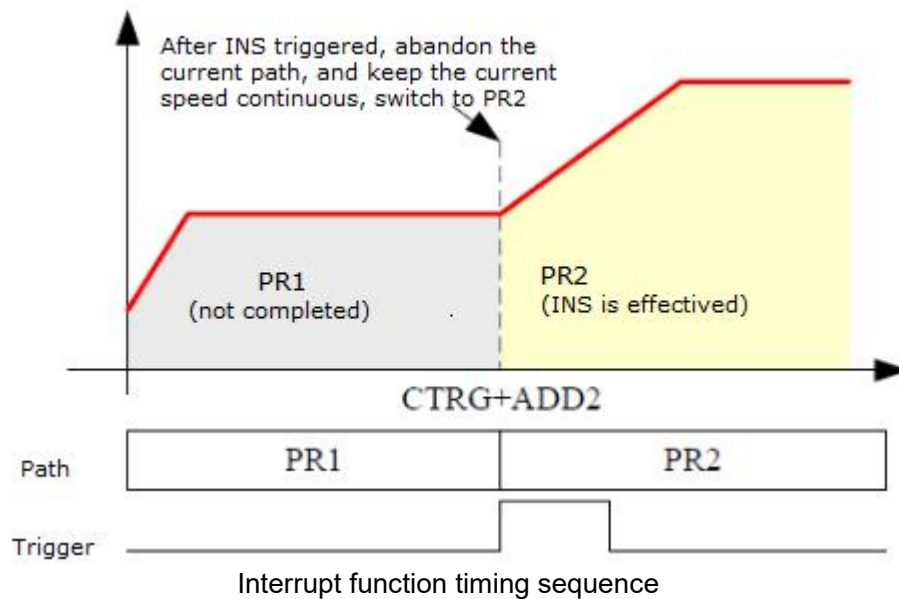 After INS triggered, abandon the
current path, and keep the current
speed continuous, switch to PR2
PR1
(not completed)
PR2
(INS is effectived)
CTRG+ADD2
Path
PR1
PR2
Trigger
Interrupt function timing sequence